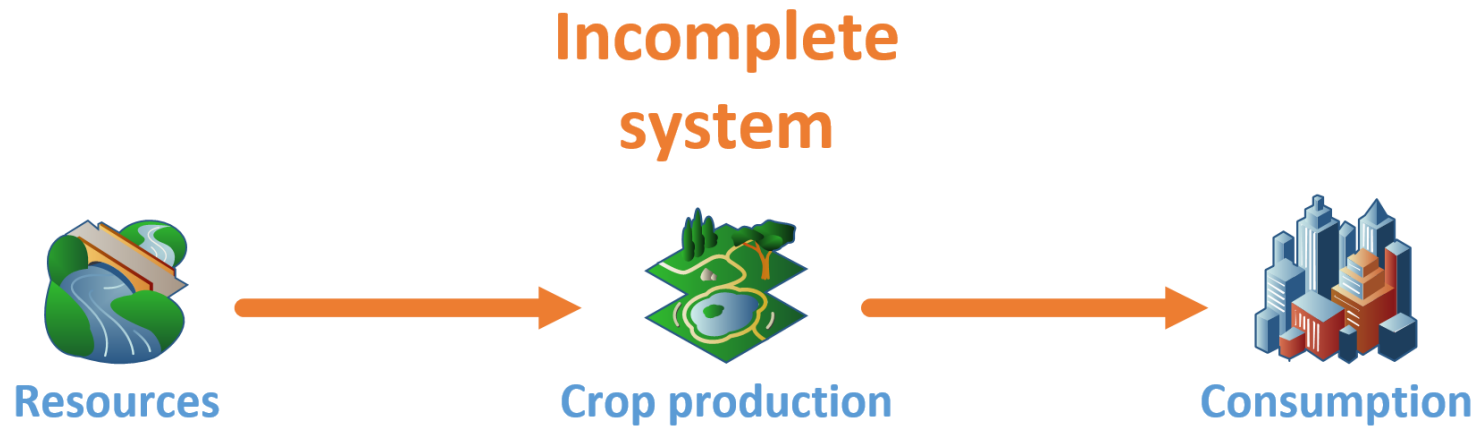 Incomplete
system
Resources
Crop production
Consumption